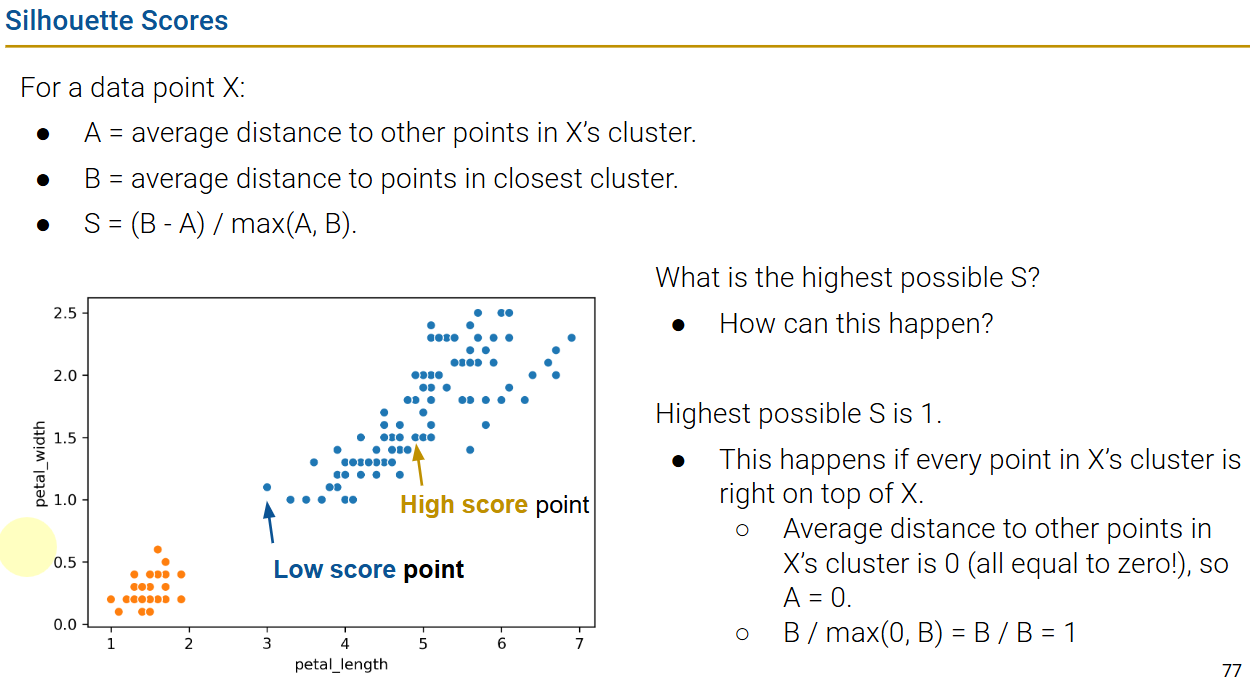 Silhouette Scores
For a data point X:
● A = average distance to other points in X’s cluster.
● B = average distance to points in closest cluster.
● S = (B - A) / max(A, B).
What is the highest possible S?
● How can this happen?
Highest possible S is 1.
● This happens if every point in X’s cluster is
right on top of X.
○ Average distance to other points in
X’s cluster is 0 (all equal to zero!), so
A = 0.
○ B / max(0, B) = B / B = 1
2.5
2.0
1.5
1.0
0.5
0.0
petal_width
High score point
Low score point
1 2 3 4 5 6 7
petal_length
77